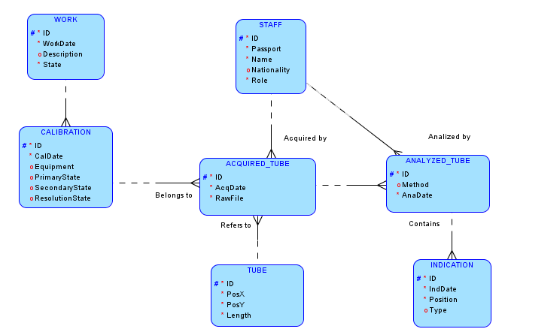 WORK
# * ID
* WorkDate
o Description
* State
STAFF
# * ID
* Passport
* Name
o Nationality
* Role
Acquired by
Analized by
CALIBRATION
# * ID
* CalDate
o Equipment
o PrimaryState
o SecondaryState
o ResolutionState
Belongs to
ACQUIRED_TUBE
# * ID
* AcqDate
* RawFile
ANALYZED_TUBE
# * ID
o Method
* AnaDate
Refers to
Contains
TUBE
# * ID
* PosX
* PosY
* Length
INDICATION
# * ID
* IndDate
* Position
o Type